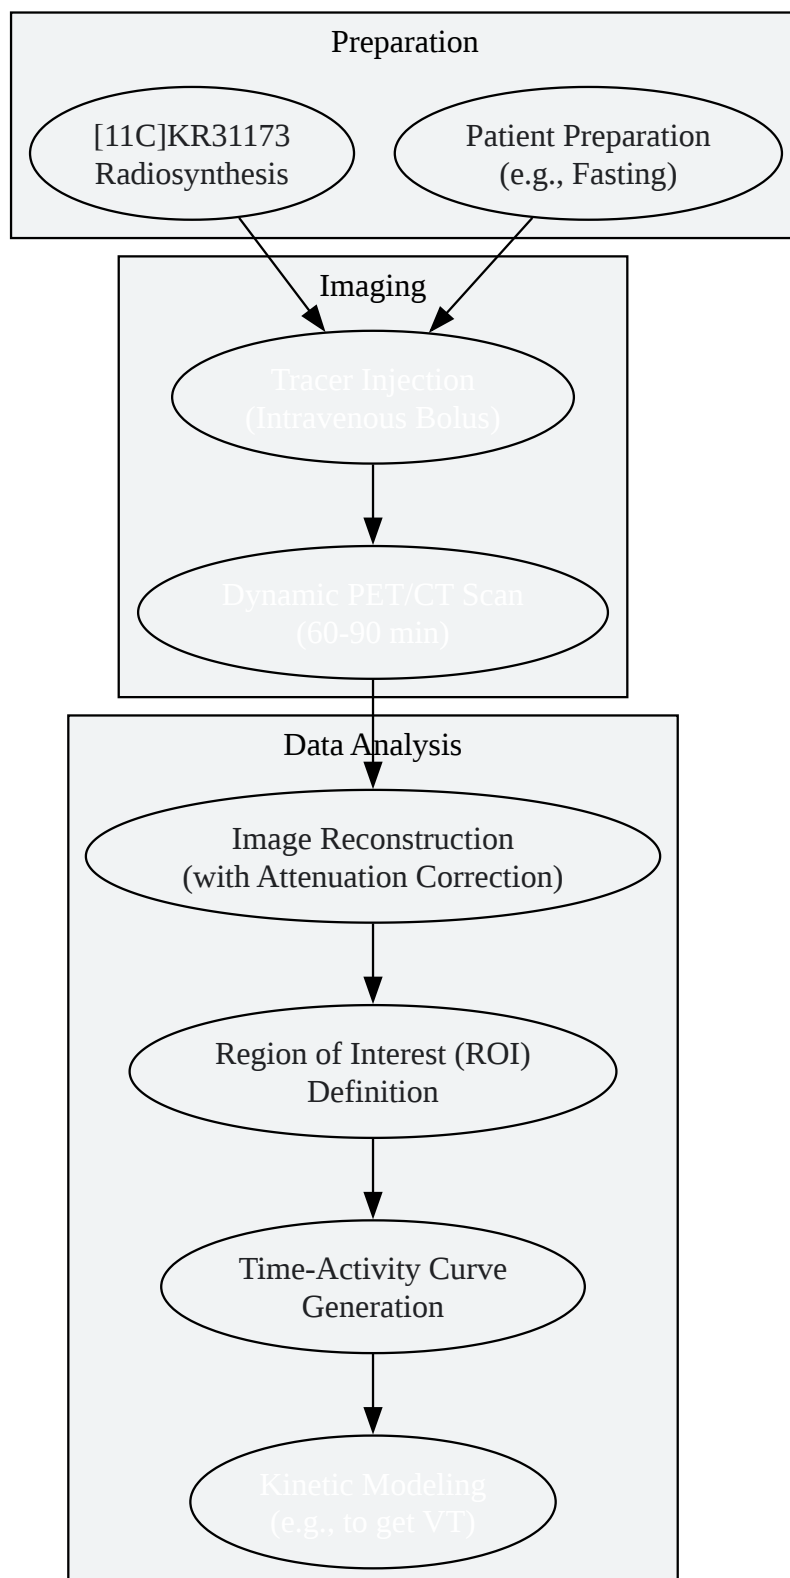 Preparation
[11C]KR31173
Radiosynthesis
Patient Preparation
(e.g., Fasting)
Imaging
Tracer Injection
(Intravenous Bolus)
Dynamic PET/CT Scan
(60-90 min)
Data Analysis
Image Reconstruction
(with Attenuation Correction)
Region of Interest (ROI)
Definition
Time-Activity Curve
Generation
Kinetic Modeling
(e.g., to get VT)